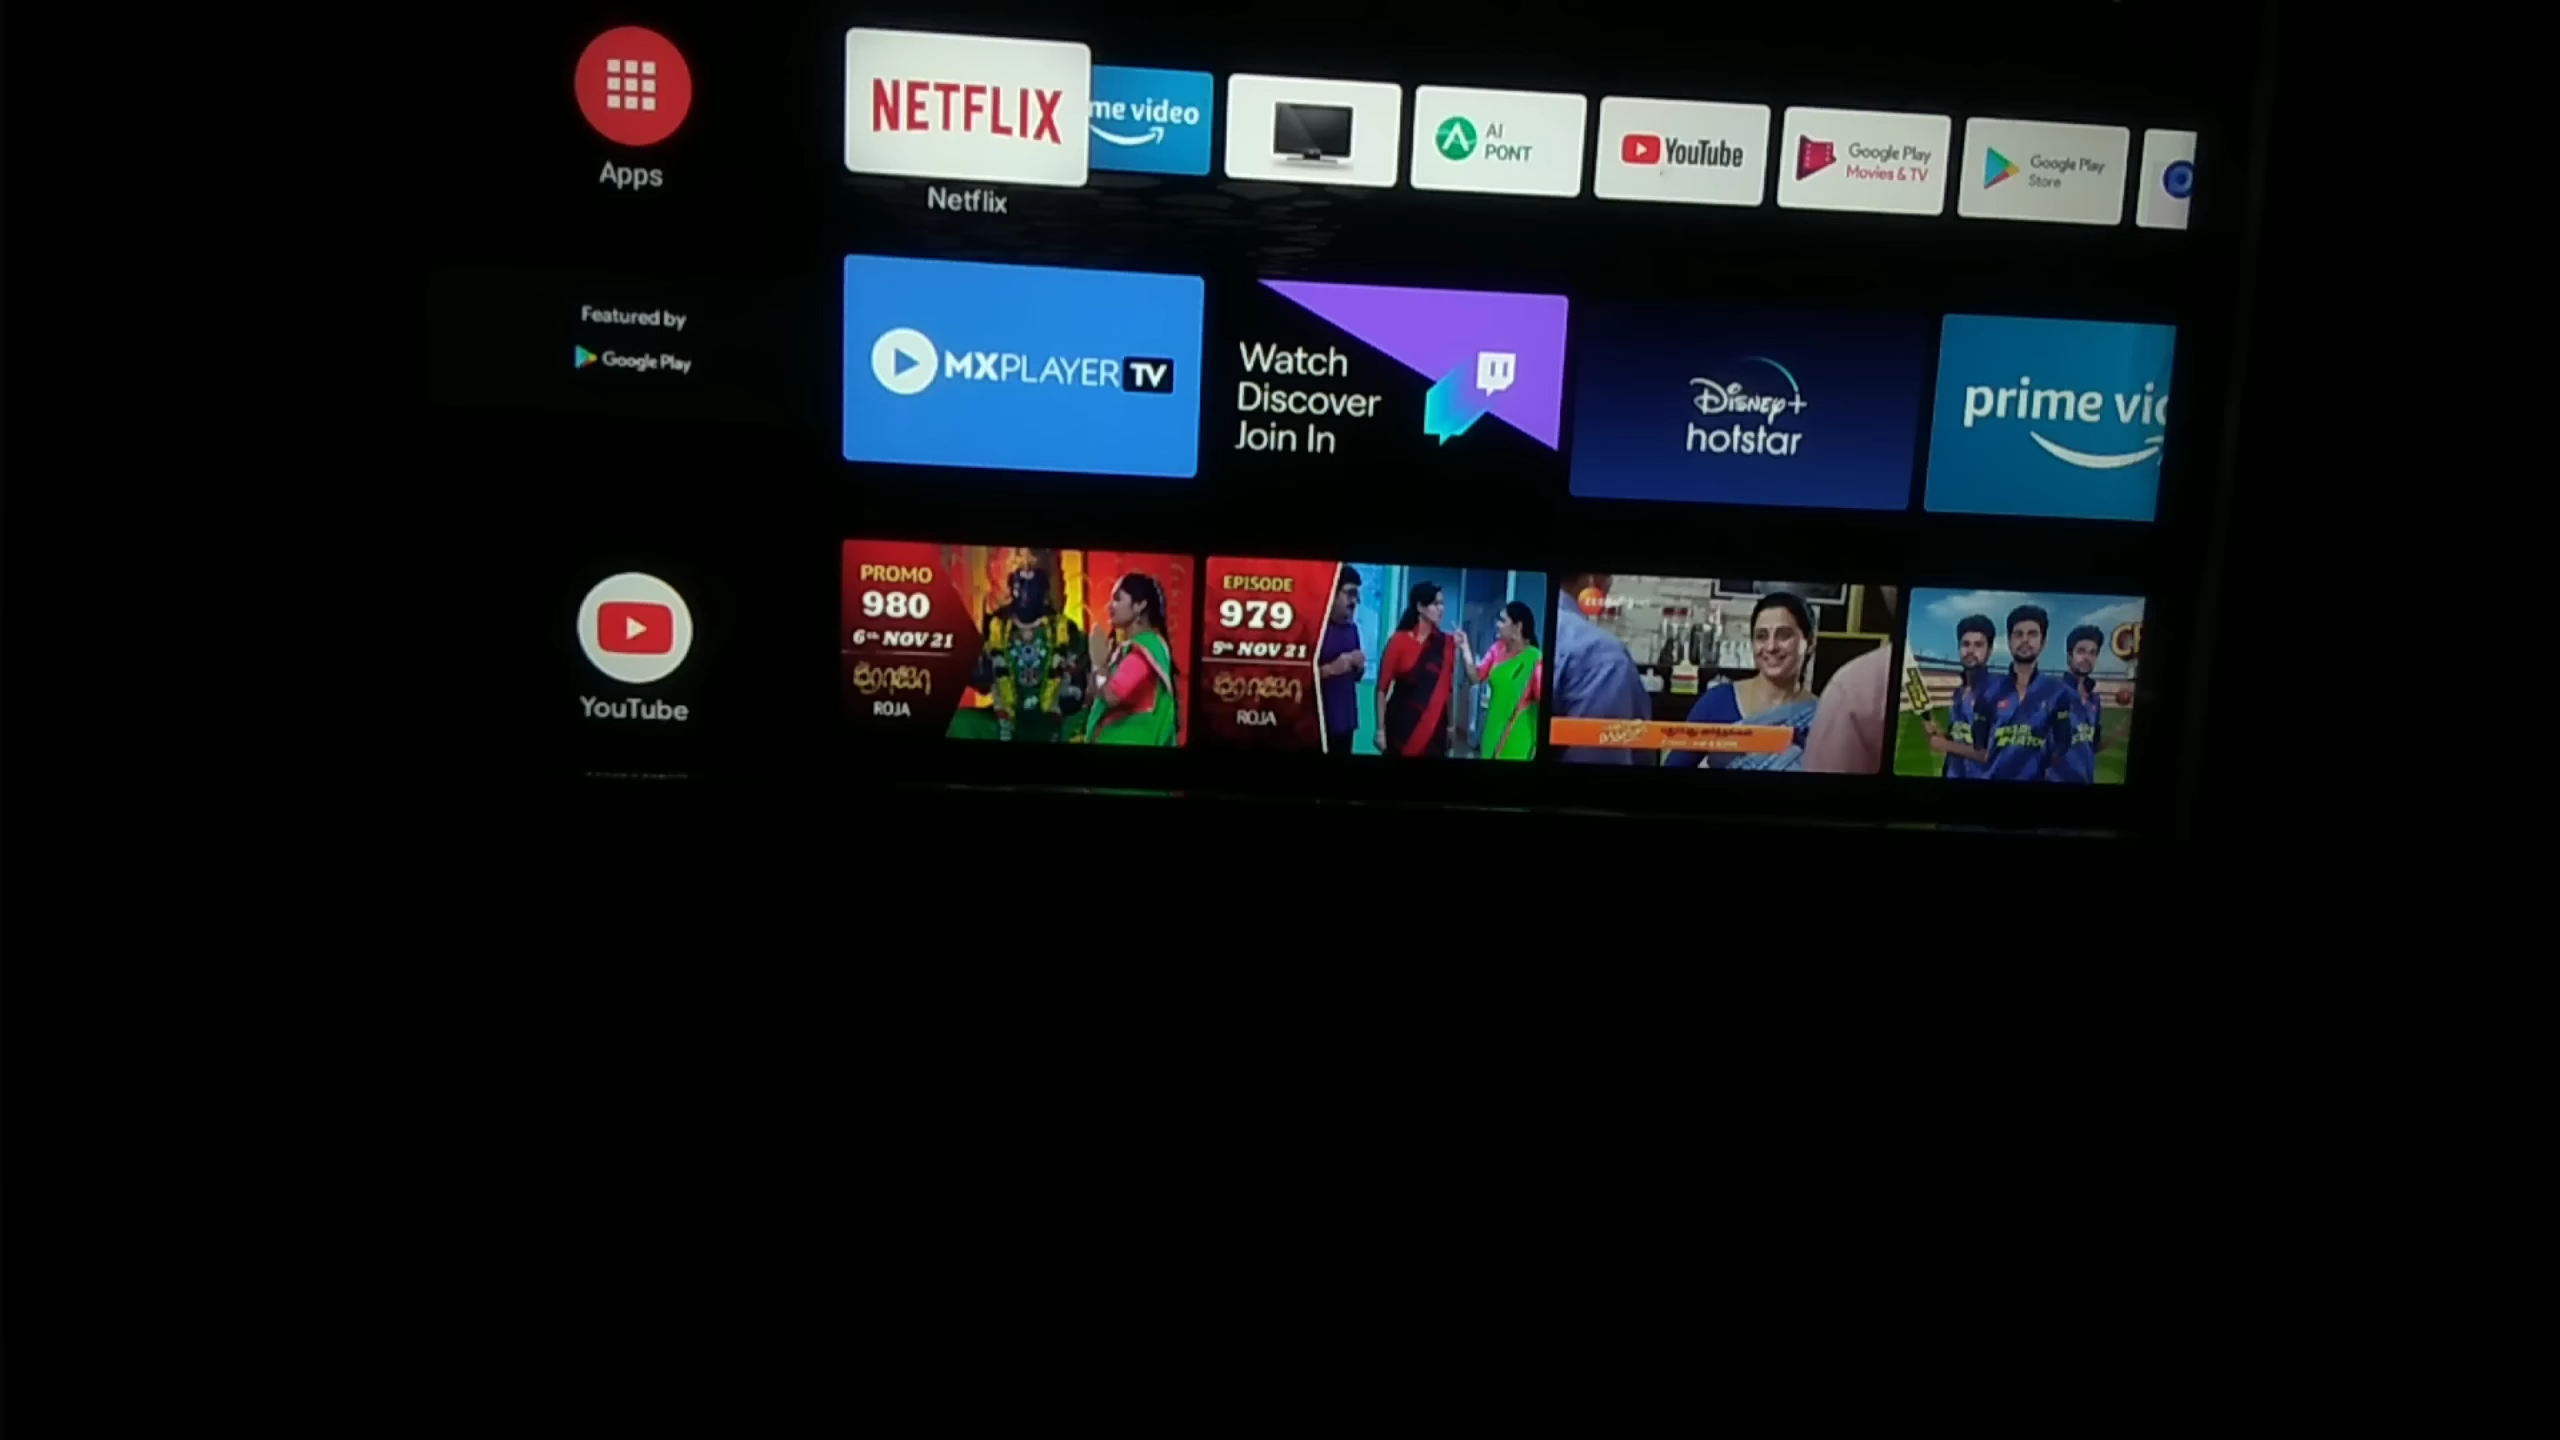 Apps
NETFLIX
me video
AI
PONT
YouTube
Google Play
Movies & TV
Google Play
Store
Netflix
Featured by
Google Play
MXPLAYER TV
Watch
Discover
Join In
Disney+
hotstar
prime vi
YouTube
PROMO
980
6th NOV 21
ரோஜா
ROJA
EPISODE
979
5th NOV 21
ரோஜா
ROJA